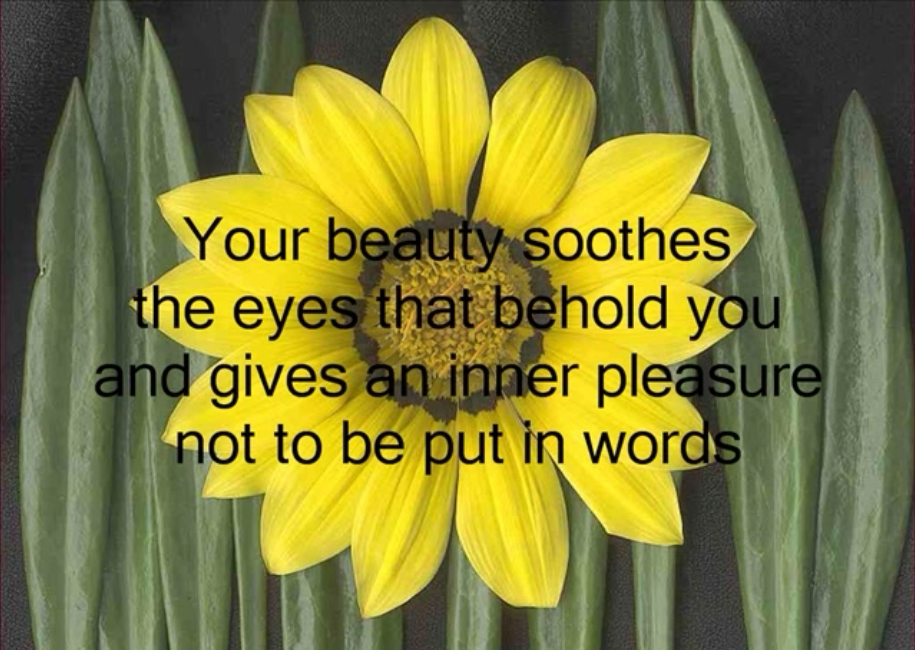 Your beauty soothes
the eyes that behold you
and gives an inner pleasure
not to be put in words